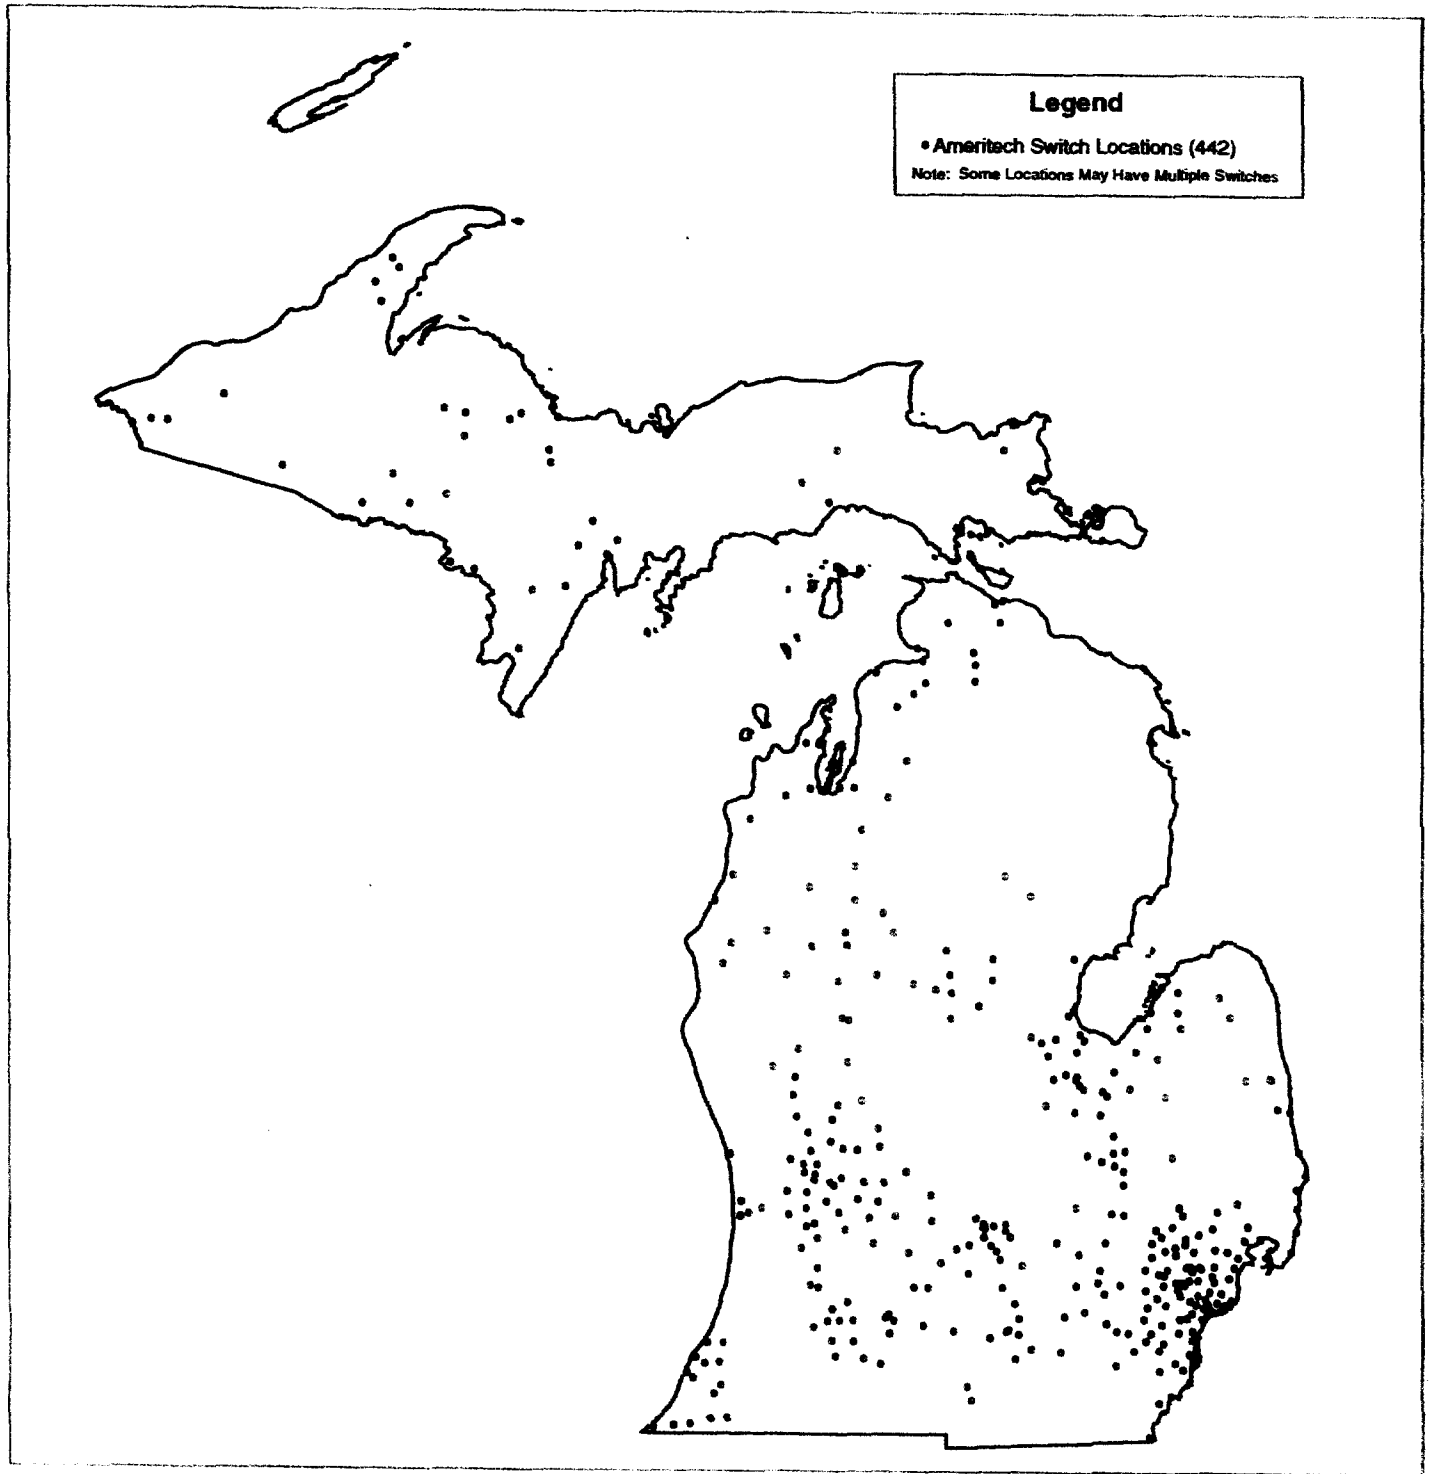 Legend
• Ameritech Switch Locations (442)
Note: Some Locations May Have Multiple Switches